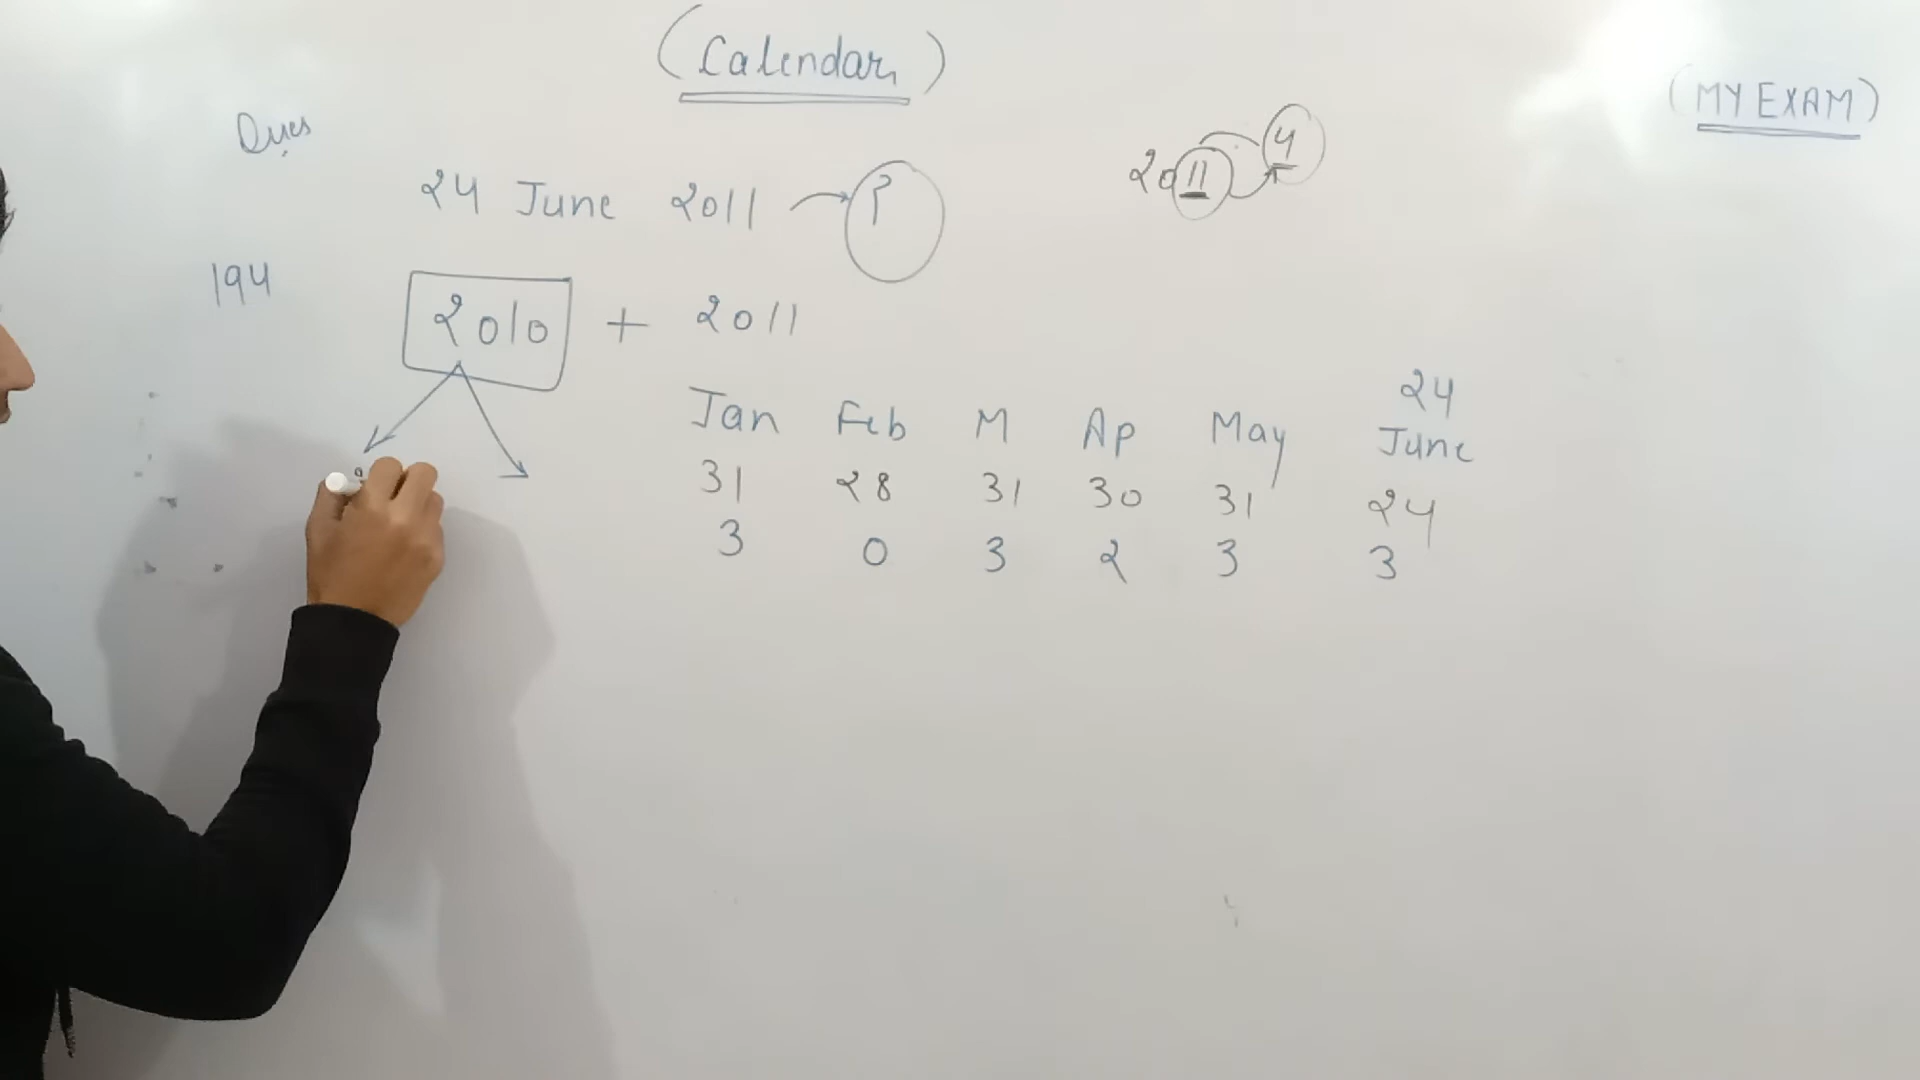 (Calendar)
(MY EXAM)
Ques
24 June 2011 → ?
2011 4
194
2010 + 2011
24
Jan Feb M Ap May June
31 28 31 30 31 24
3 0 3 2 3 3